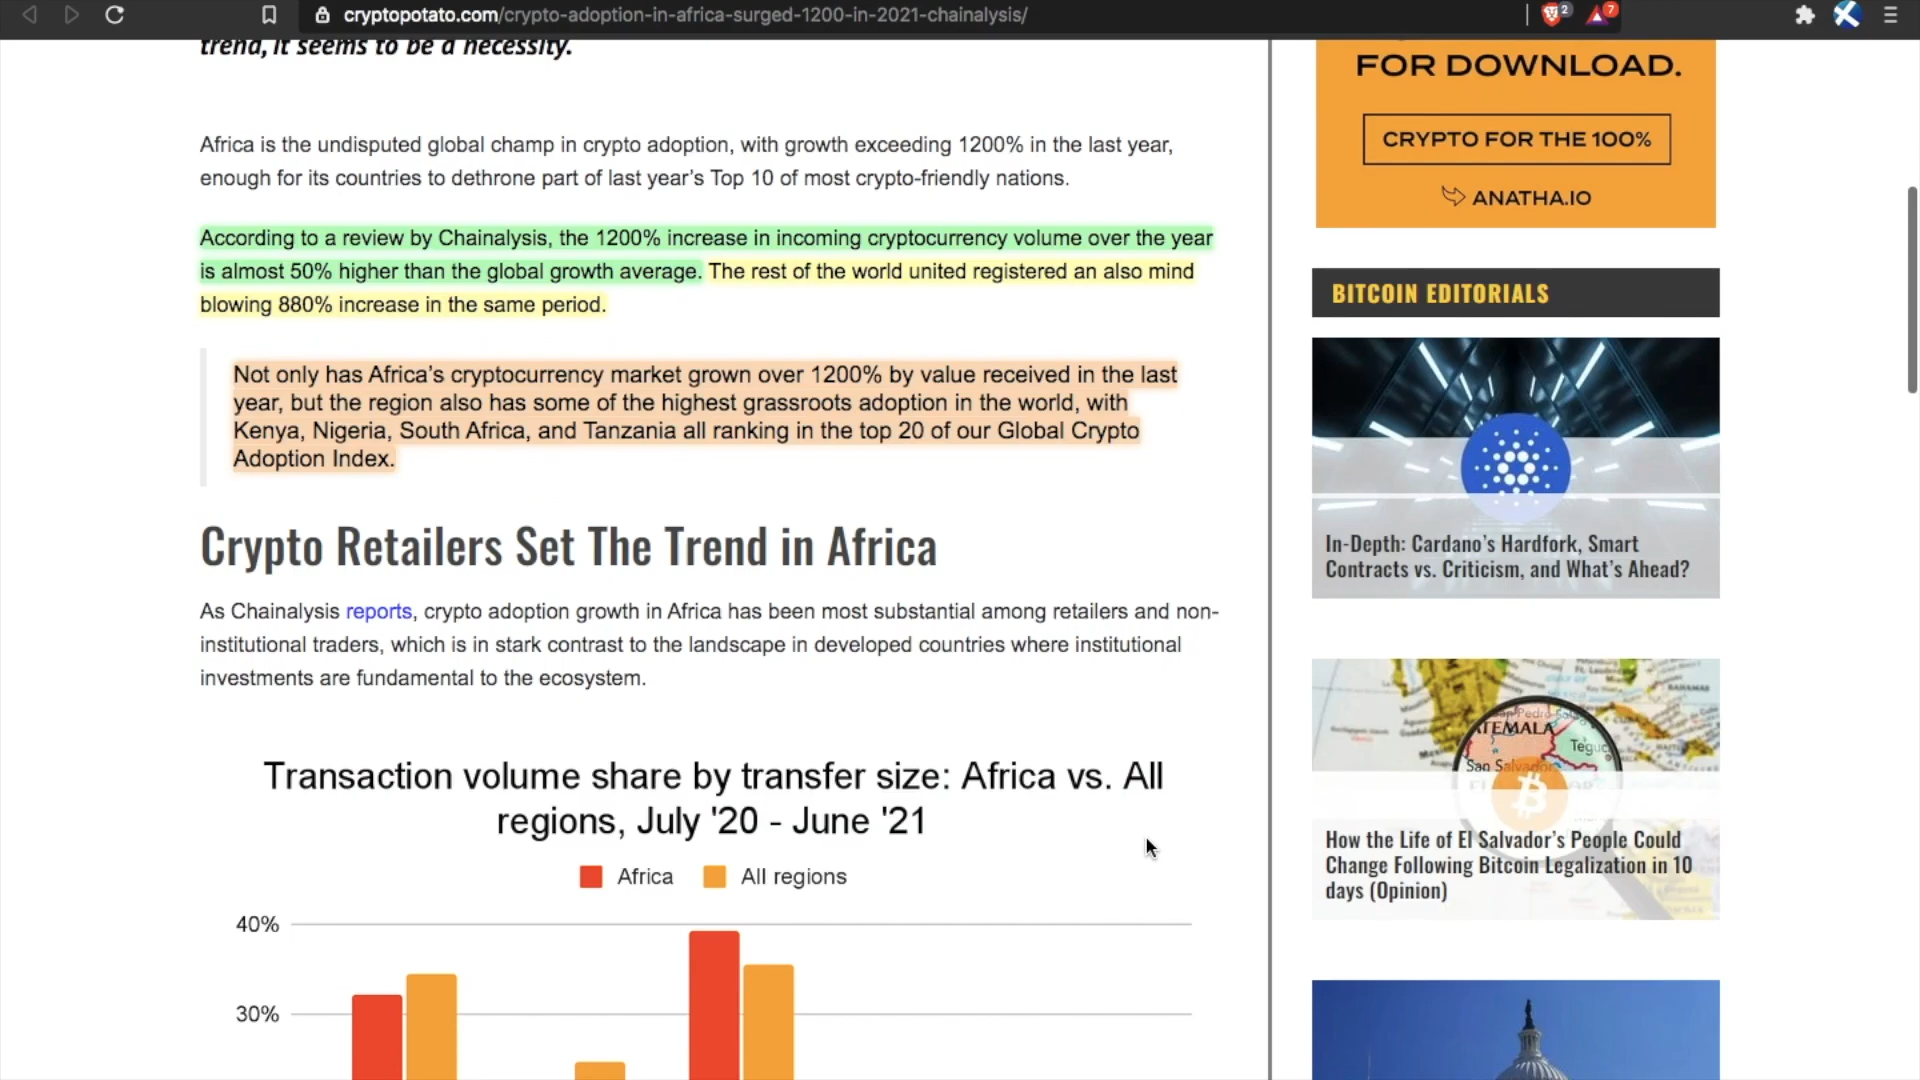 cryptopotato.com/crypto-adoption-in-africa-surged-1200-in-2021-chainalysis/
2
7
trend, it seems to be a necessity.
Africa is the undisputed global champ in crypto adoption, with growth exceeding 1200% in the last year,
enough for its countries to dethrone part of last year's Top 10 of most crypto-friendly nations.
According to a review by Chainalysis, the 1200% increase in incoming cryptocurrency volume over the year
is almost 50% higher than the global growth average. The rest of the world united registered an also mind
blowing 880% increase in the same period.
Not only has Africa's cryptocurrency market grown over 1200% by value received in the last
year, but the region also has some of the highest grassroots adoption in the world, with
Kenya, Nigeria, South Africa, and Tanzania all ranking in the top 20 of our Global Crypto
Adoption Index.
Crypto Retailers Set The Trend in Africa
As Chainalysis reports, crypto adoption growth in Africa has been most substantial among retailers and non-
institutional traders, which is in stark contrast to the landscape in developed countries where institutional
investments are fundamental to the ecosystem.
Transaction volume share by transfer size: Africa vs. All
regions, July '20 - June '21
Africa
All regions
40%
30%
FOR DOWNLOAD.
CRYPTO FOR THE 100%
ANATHA.IO
BITCOIN EDITORIALS
In-Depth: Cardano's Hardfork, Smart
Contracts vs. Criticism, and What's Ahead?
TEMALA
San Salvador
How the Life of El Salvador's People Could
Change Following Bitcoin Legalization in 10
days (Opinion)